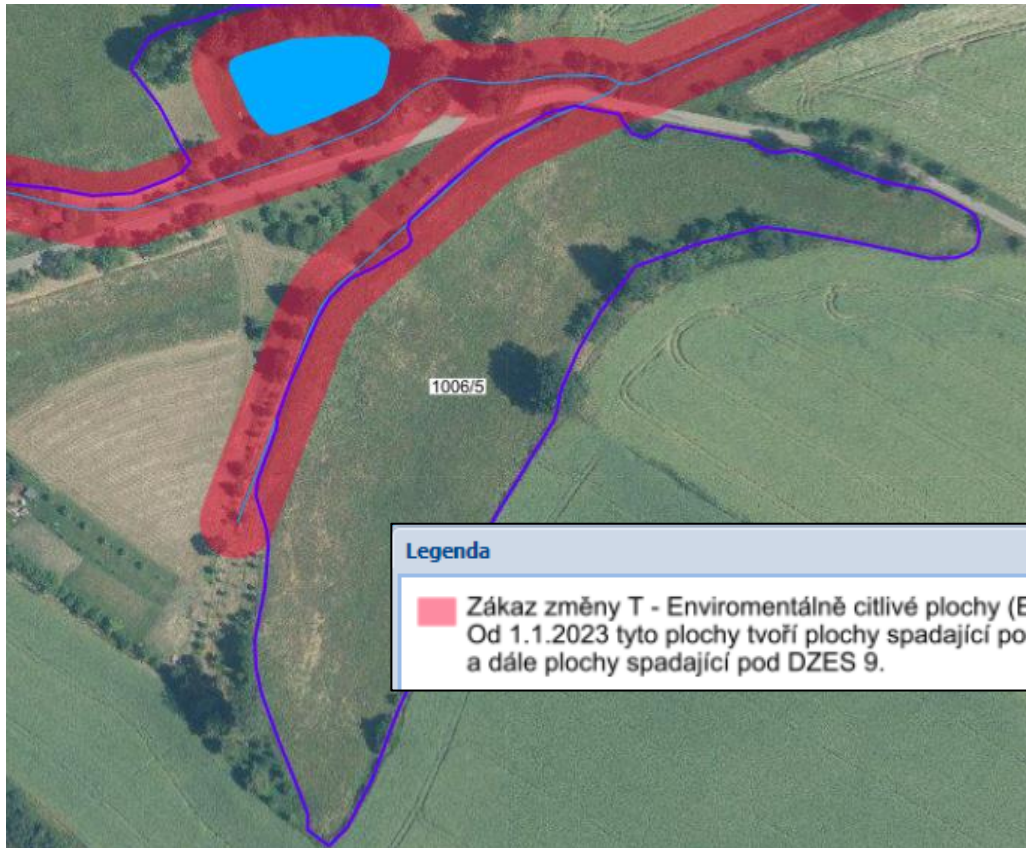 1006/5
Legenda
Zákaz změny T - Enviromentálně citlivé plochy (E
Od 1.1.2023 tyto plochy tvoří plochy spadající po
a dále plochy spadající pod DZES 9.